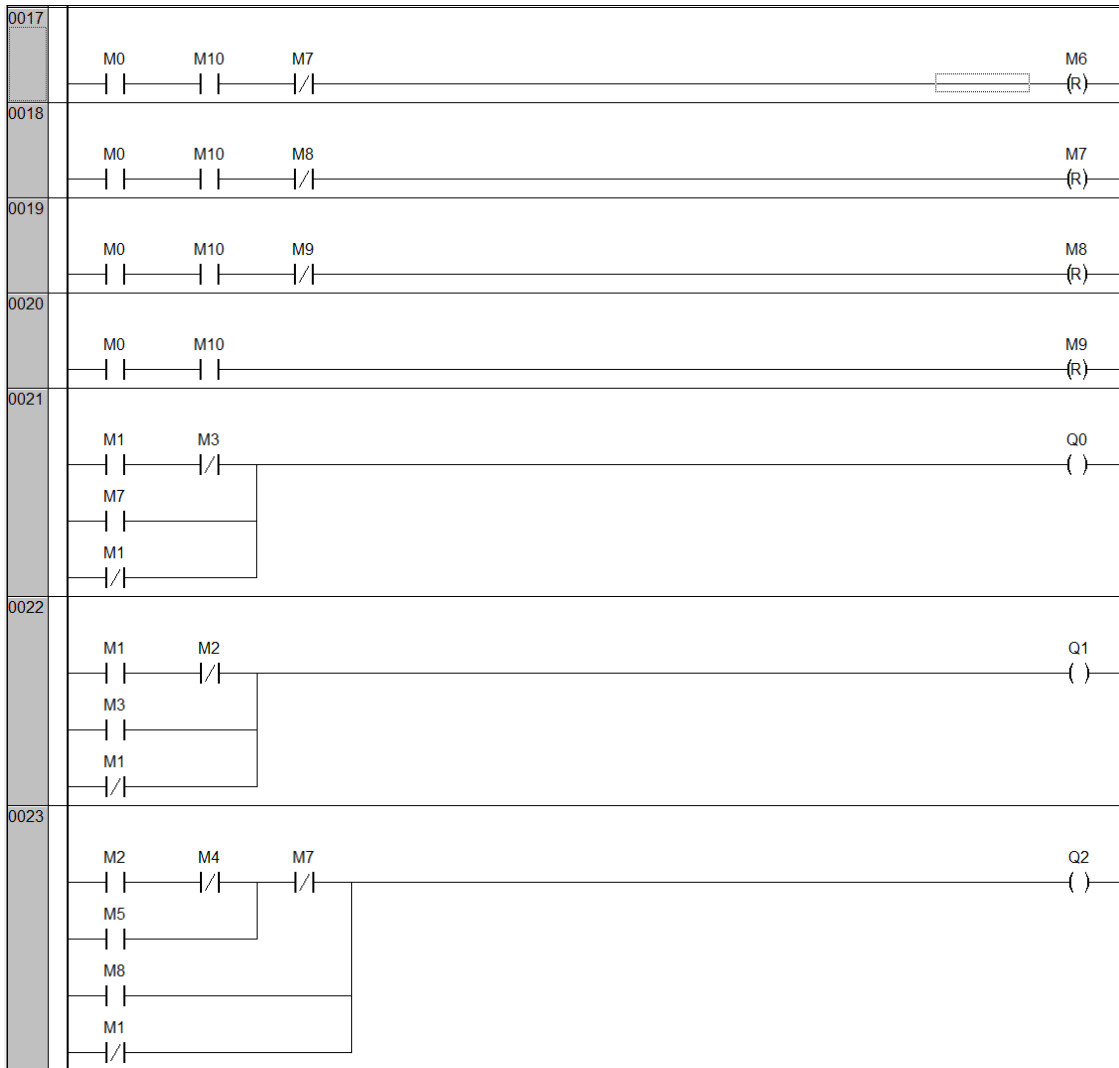 0017
M0 M10 M7 M6
(R)
0018
M0 M10 M8 M7
(R)
0019
M0 M10 M9 M8
(R)
0020
M0 M10 M9
(R)
0021
M1 M3 Q0
M7
M1
0022
M1 M2 Q1
M3
M1
0023
M2 M4 M7 Q2
M5
M8
M1